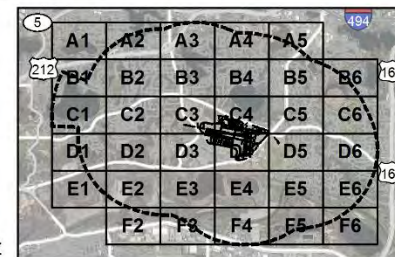 5 A1 A2 A3 A4 A5 494
212 B2 B3 B4 B5 B6 16
C1 C2 C3 C4 C5 C6
D1 D2 D3 D5 D6 16
E1 E2 E3 E4 E5 E6
F2 F3 F4 F5 F6